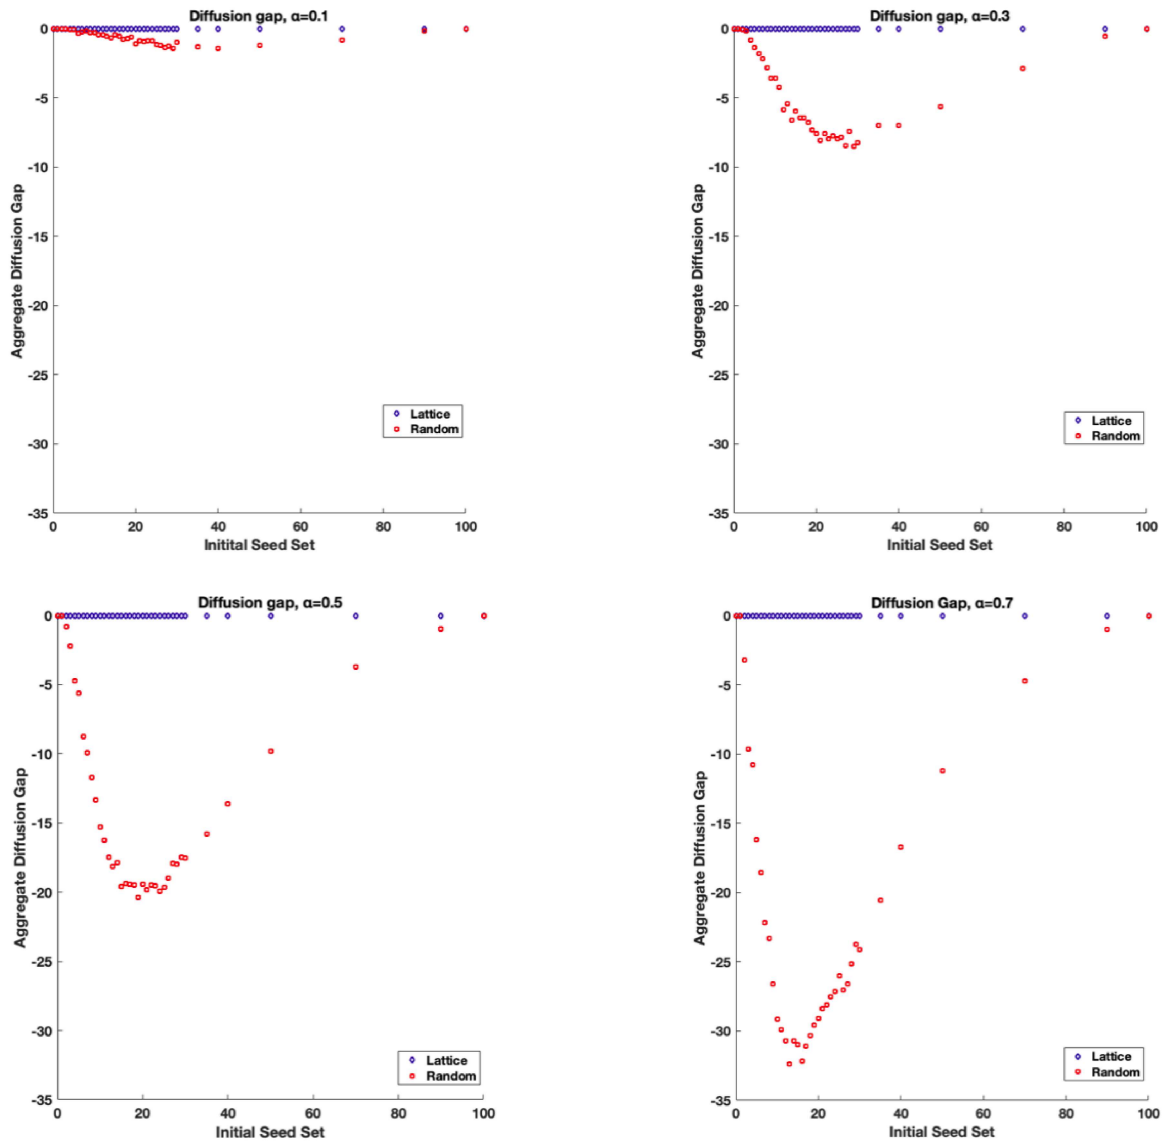 Diffusion gap, α=0.1
0
-5
-10
-15
-20
-25
-30
-35
Aggregate Diffusion Gap
Lattice
Random
0 20 40 60 80 100
Initital Seed Set
Diffusion gap, α=0.3
0
-5
-10
-15
-20
-25
-30
-35
Aggregate Diffusion Gap
Lattice
Random
0 20 40 60 80 100
Initial Seed Set
Diffusion gap, α=0.5
0
-5
-10
-15
-20
-25
-30
-35
Aggregate Diffusion Gap
Lattice
Random
0 20 40 60 80 100
Initial Seed Set
Diffusion Gap, α=0.7
0
-5
-10
-15
-20
-25
-30
-35
Aggregate Diffusion Gap
Lattice
Random
0 20 40 60 80 100
Initial Seed Set